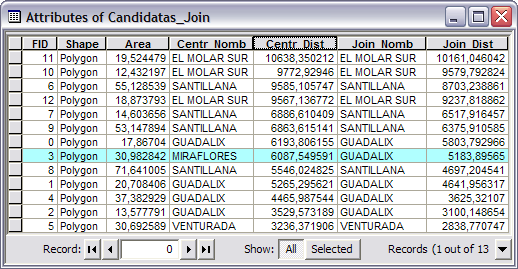 Attributes of Candidatas_Join
FID Shape Area Centr_Nomb Centr_Dist Join_Nomb Join_Dist
11 Polygon 19,524479 EL MOLAR SUR 10638,350212 EL MOLAR SUR 10161,046042
10 Polygon 12,432197 EL MOLAR SUR 9772,92946 EL MOLAR SUR 9579,792824
6 Polygon 55,128539 SANTILLANA 9585,105747 SANTILLANA 8703,238861
12 Polygon 18,873793 EL MOLAR SUR 9567,136772 EL MOLAR SUR 9237,818862
7 Polygon 14,603656 SANTILLANA 6886,610409 SANTILLANA 6517,916457
9 Polygon 53,147894 SANTILLANA 6863,615141 SANTILLANA 6375,910585
0 Polygon 17,86704 GUADALIX 6193,806155 GUADALIX 5803,792966
3 Polygon 30,982842 MIRAFLORES 6087,549591 GUADALIX 5183,89565
8 Polygon 71,641005 SANTILLANA 5546,024825 SANTILLANA 4697,204541
1 Polygon 20,708406 GUADALIX 5265,295621 GUADALIX 4641,956317
4 Polygon 37,382929 GUADALIX 4465,987544 GUADALIX 3625,32107
2 Polygon 13,577791 GUADALIX 3529,573189 GUADALIX 3100,148654
5 Polygon 30,692589 VENTURADA 3236,371906 VENTURADA 2838,770747
Record: 0 Show: All Selected Records (1 out of 13